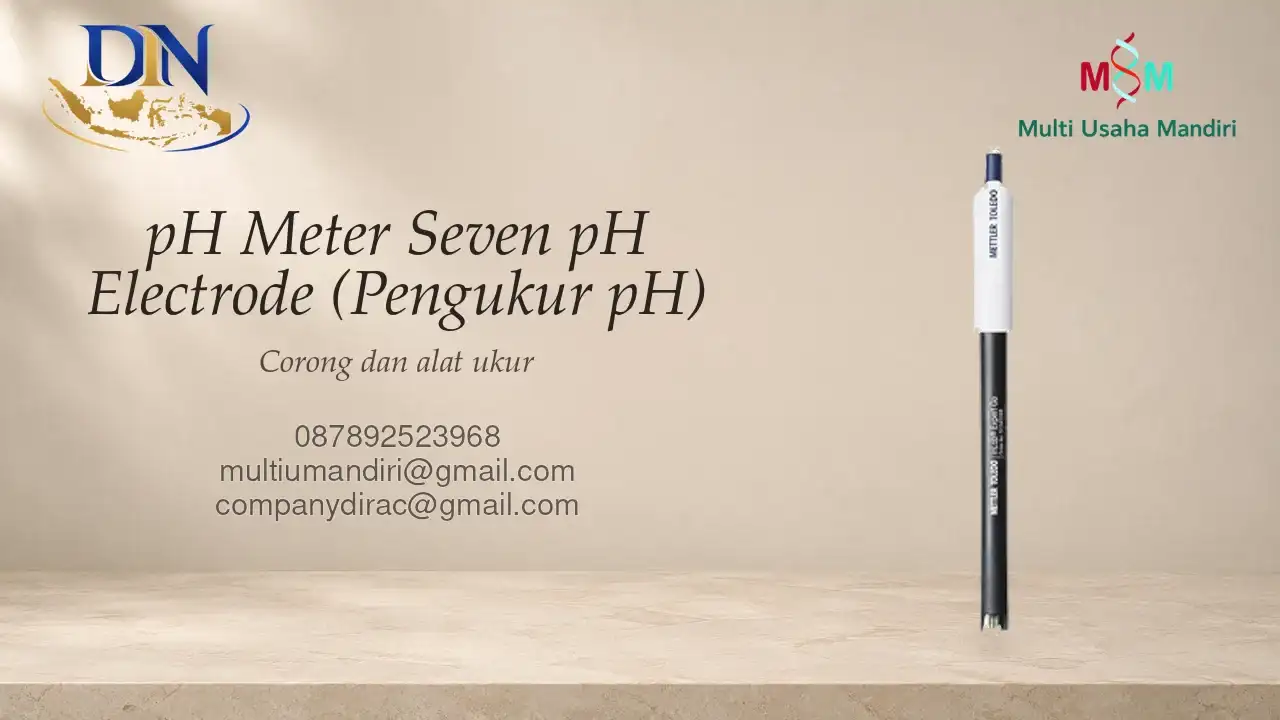 DN
M M
Multi Usaha Mandiri
METTLER TOLEDO
pH Meter Seven pH
Electrode (Pengukur pH)
Corong dan alat ukur
087892523968
multiumandiri@gmail.com
companydirac@gmail.com
METTLER TOLEDO